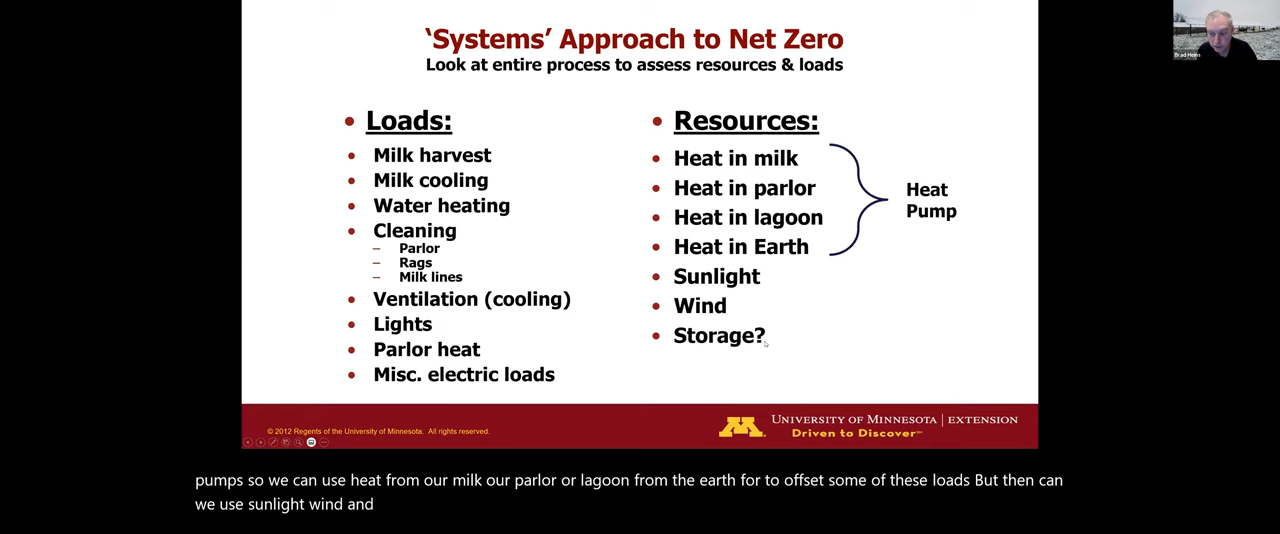 ‘Systems’ Approach to Net Zero
Look at entire process to assess resources & loads
• Loads:
• Milk harvest
• Milk cooling
• Water heating
• Cleaning
– Parlor
– Rags
– Milk lines
• Ventilation (cooling)
• Lights
• Parlor heat
• Misc. electric loads
• Resources:
• Heat in milk
• Heat in parlor
• Heat in lagoon
• Heat in Earth
• Sunlight
• Wind
• Storage?
Heat
Pump
© 2012 Regents of the University of Minnesota. All rights reserved.
UNIVERSITY OF MINNESOTA | EXTENSION
Driven to Discover℠
Brad Heins
pumps so we can use heat from our milk our parlor or lagoon from the earth for to offset some of these loads But then can
we use sunlight wind and